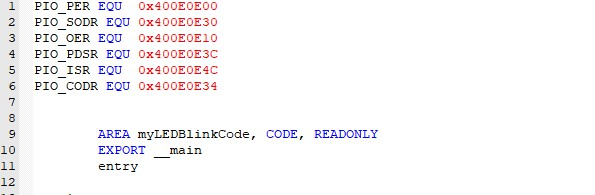 1 PIO_PER EQU 0x400E0E00
2 PIO_SODR EQU 0x400E0E30
3 PIO_OER EQU 0x400E0E10
4 PIO_PDSR EQU 0x400E0E3C
5 PIO_ISR EQU 0x400E0E4C
6 PIO_CODR EQU 0x400E0E34
7
8
9 AREA myLEDBlinkCode, CODE, READONLY
10 EXPORT __main
11 entry
12